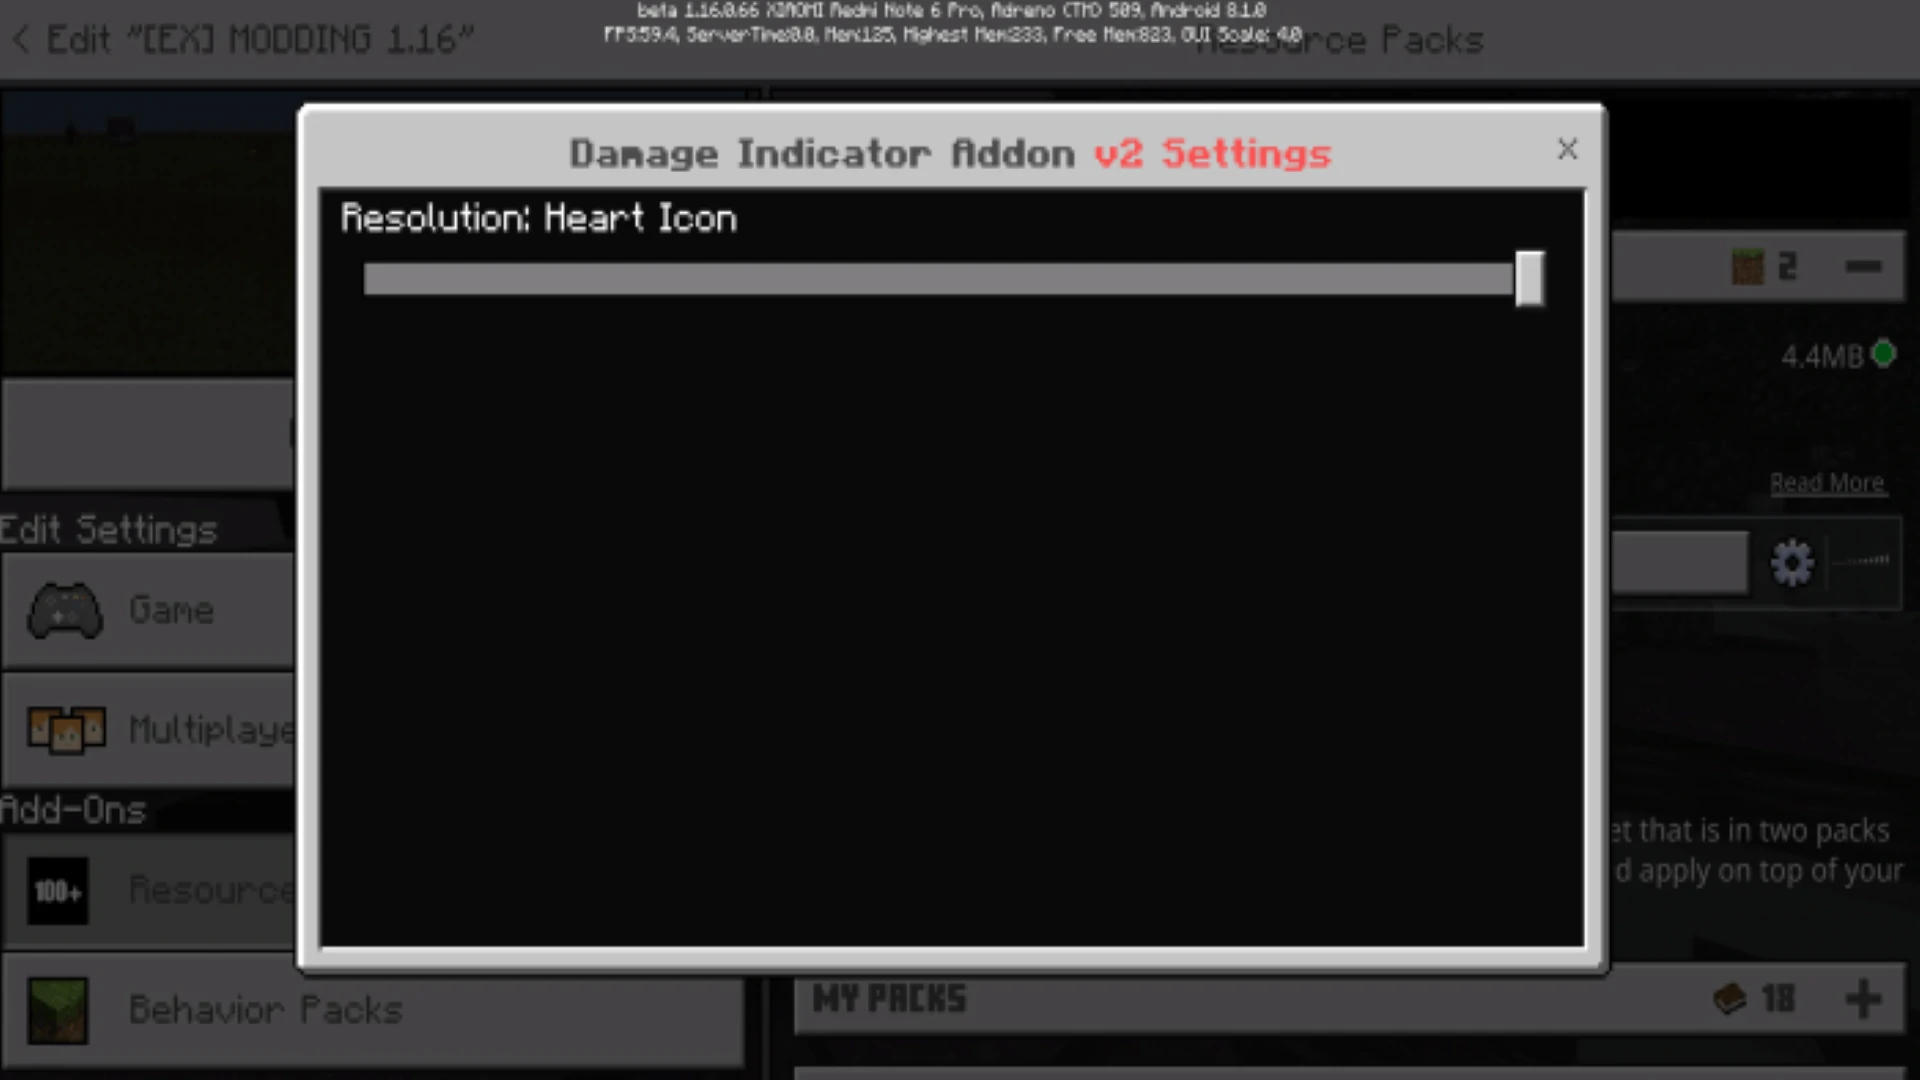 beta 1.16.0.66 XIAOMI Redmi Note 6 Pro, Adreno (TM) 509, Android 8.1.0
FPS:59.4, ServerTime:0.0, Mem:125, Highest Mem:233, Free Mem:823, GUI Scale: 4.0
Edit "[EX] MODDING 1.16"
Resource Packs
Damage Indicator Addon v2 Settings
Resolution: Heart Icon
2
4.4MB
Read More
Edit Settings
Game
Multiplaye
Add-Ons
et that is in two packs
d apply on top of your
100+
Resource
Behavior Packs
MY PACKS
18